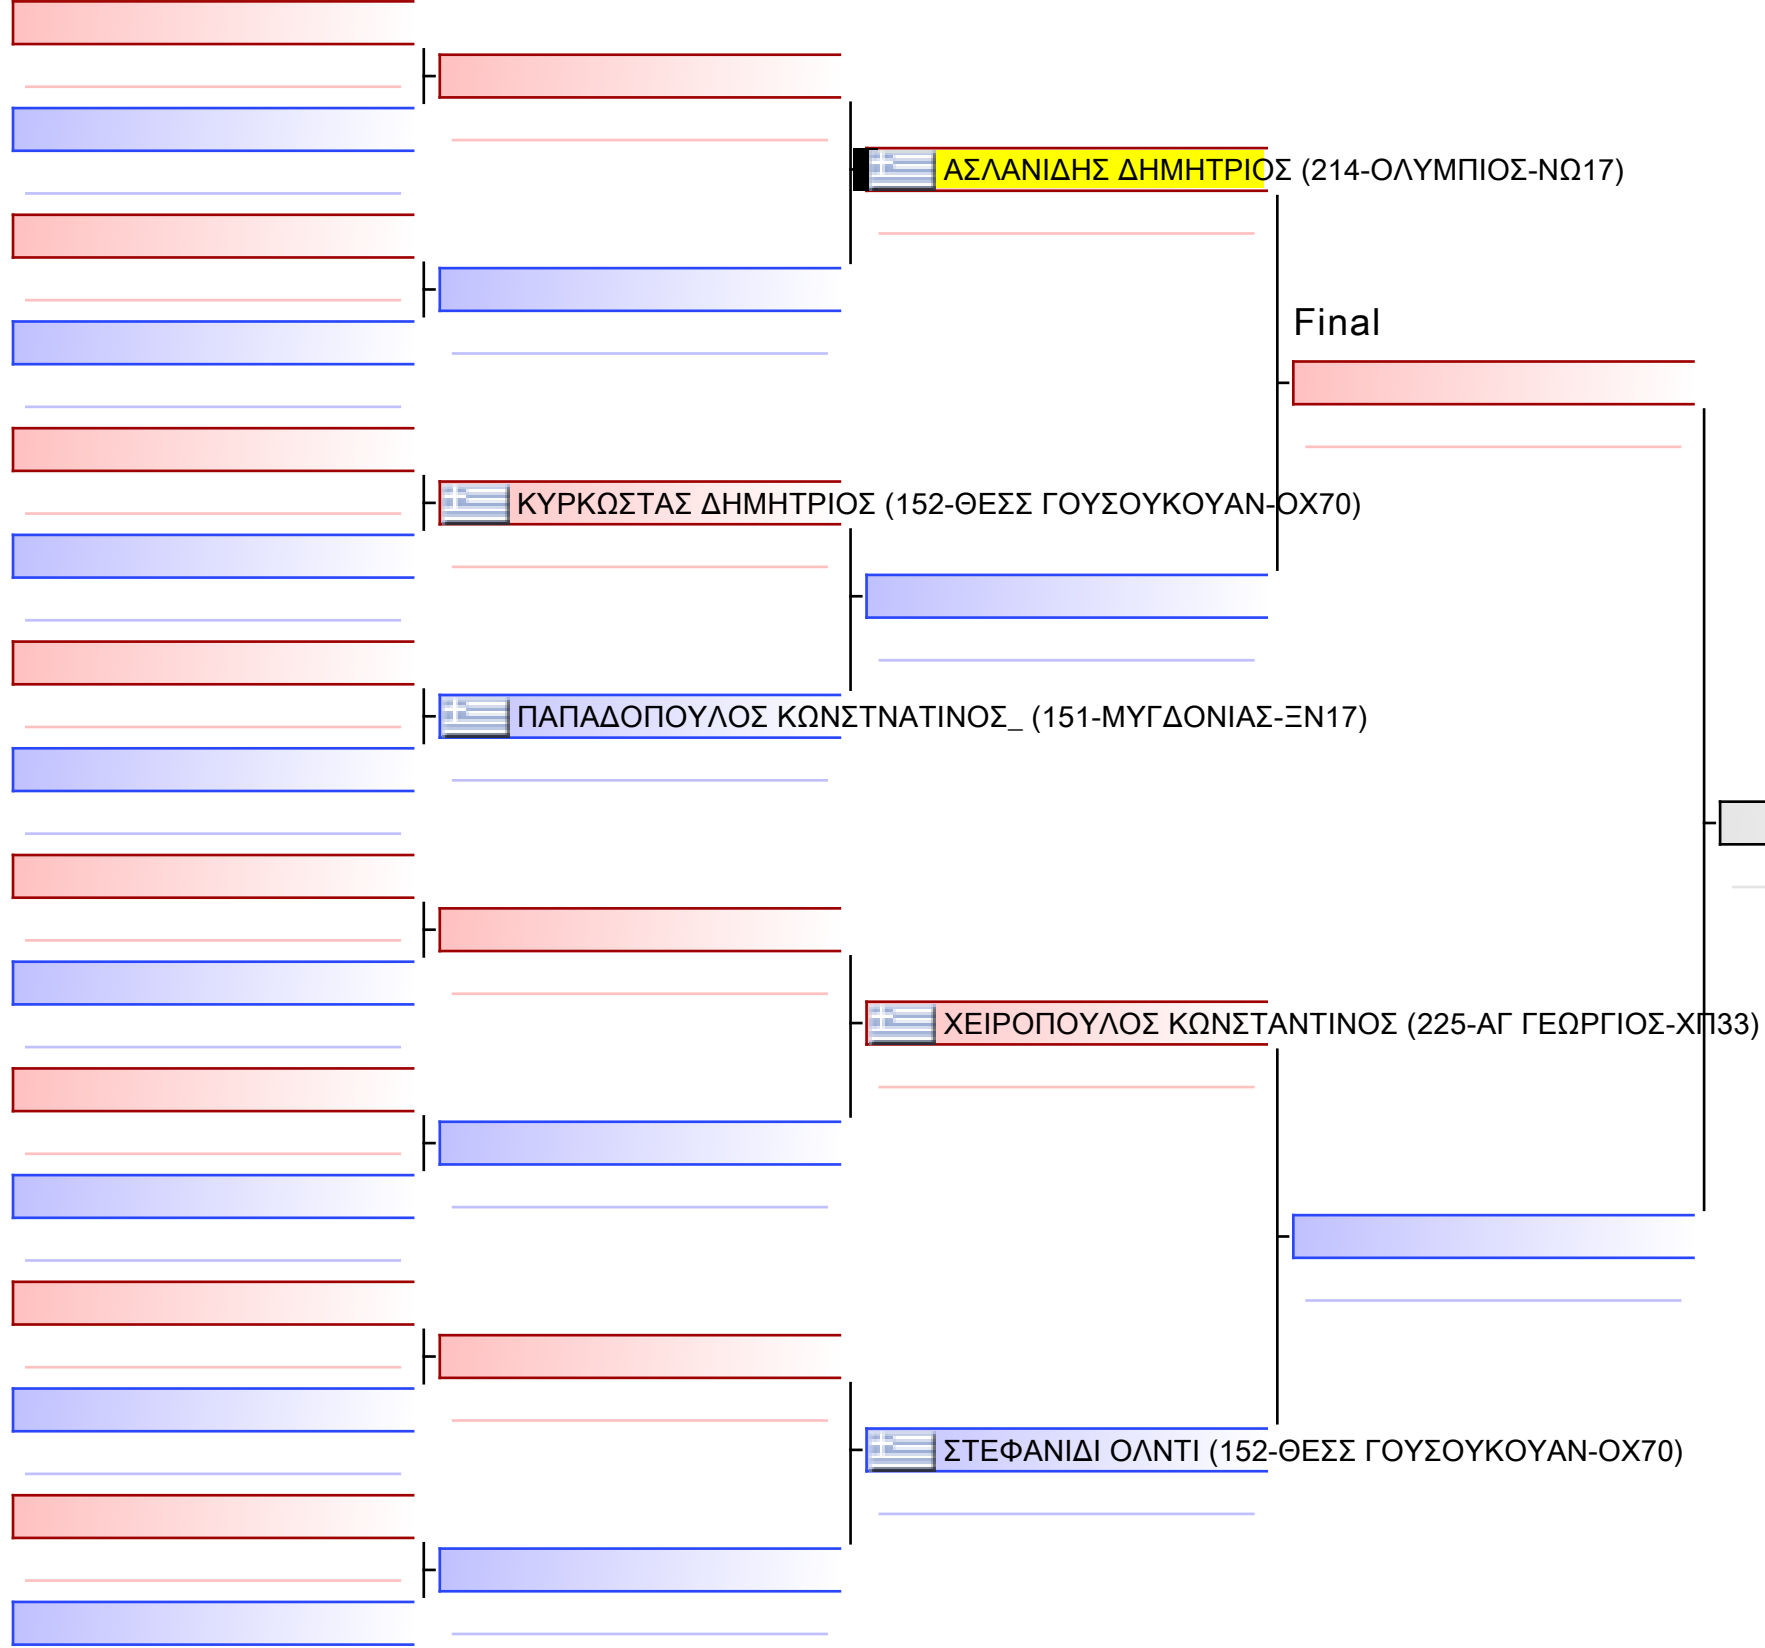 ΑΣΛΑΝΙΔΗΣ ΔΗΜΗΤΡΙΟΣ (214-ΟΛΥΜΠΙΟΣ-ΝΩ17)
Final
ΚΥΡΚΩΣΤΑΣ ΔΗΜΗΤΡΙΟΣ (152-ΘΕΣΣ ΓΟΥΣΟΥΚΟΥΑΝ-ΟΧ70)
ΠΑΠΑΔΟΠΟΥΛΟΣ ΚΩΝΣΤΝΑΤΙΝΟΣ_ (151-ΜΥΓΔΟΝΙΑΣ-ΞΝ17)
ΧΕΙΡΟΠΟΥΛΟΣ ΚΩΝΣΤΑΝΤΙΝΟΣ (225-ΑΓ ΓΕΩΡΓΙΟΣ-ΧΠ33)
ΣΤΕΦΑΝΙΔΙ ΟΛΝΤΙ (152-ΘΕΣΣ ΓΟΥΣΟΥΚΟΥΑΝ-ΟΧ70)